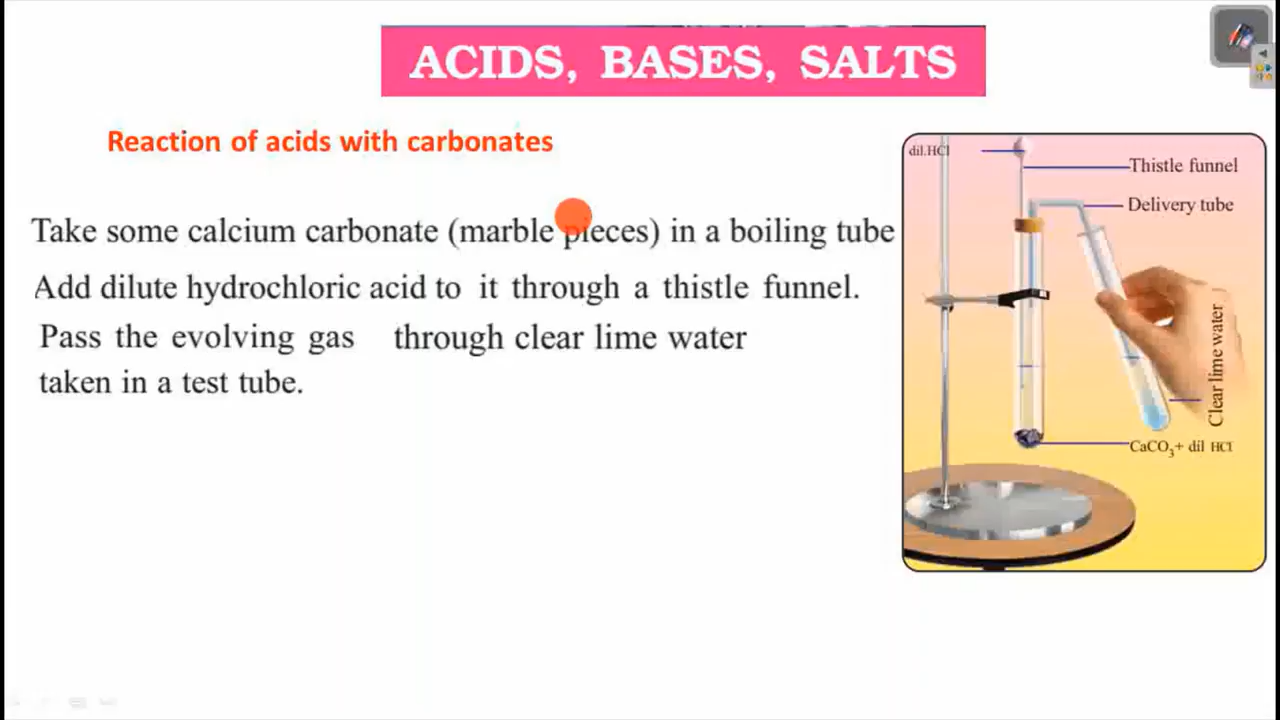 ACIDS, BASES, SALTS
Reaction of acids with carbonates
Take some calcium carbonate (marble pieces) in a boiling tube
Add dilute hydrochloric acid to it through a thistle funnel.
Pass the evolving gas through clear lime water
taken in a test tube.
dil.HCl
Thistle funnel
Delivery tube
Clear lime water
CaCO₃+ dil HCl